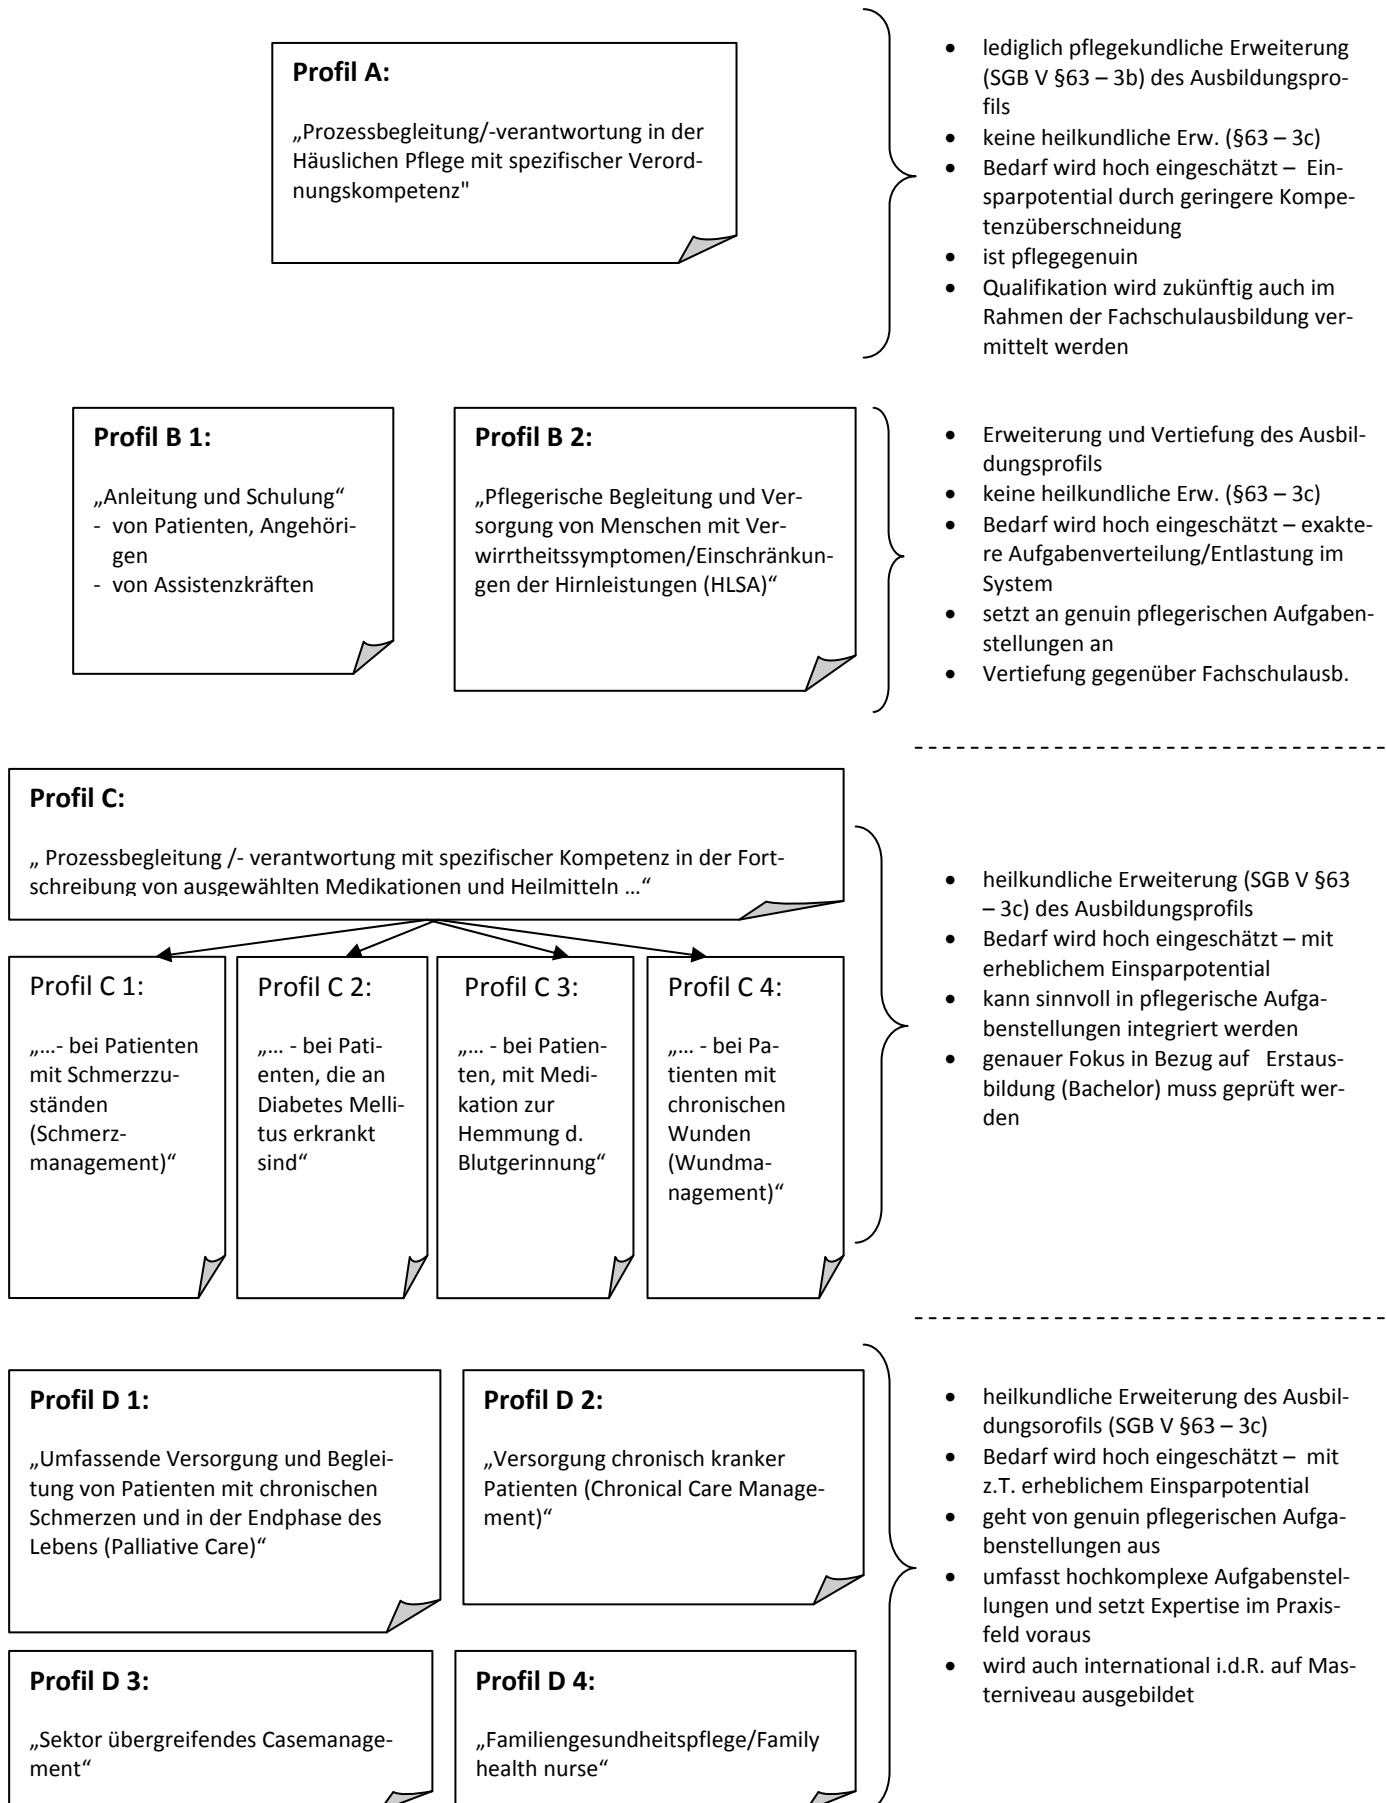 Profil A:
„Prozessbegleitung/-verantwortung in der
Häuslichen Pflege mit spezifischer Verord-
nungskompetenz"
• lediglich pflegekundliche Erweiterung
(SGB V §63 – 3b) des Ausbildungspro-
fils
• keine heilkundliche Erw. (§63 – 3c)
• Bedarf wird hoch eingeschätzt – Ein-
sparpotential durch geringere Kompe-
tenzüberschneidung
• ist pflegegenuin
• Qualifikation wird zukünftig auch im
Rahmen der Fachschulausbildung ver-
mittelt werden
Profil B 1:
„Anleitung und Schulung“
- von Patienten, Angehöri-
gen
- von Assistenzkräften
Profil B 2:
„Pflegerische Begleitung und Ver-
sorgung von Menschen mit Ver-
wirrtheitssymptomen/Einschränkun-
gen der Hirnleistungen (HLSA)“
• Erweiterung und Vertiefung des Ausbil-
dungsprofils
• keine heilkundliche Erw. (§63 – 3c)
• Bedarf wird hoch eingeschätzt – exakte-
re Aufgabenverteilung/Entlastung im
System
• setzt an genuin pflegerischen Aufgaben-
stellungen an
• Vertiefung gegenüber Fachschulausb.
Profil C:
„ Prozessbegleitung /- verantwortung mit spezifischer Kompetenz in der Fort-
schreibung von ausgewählten Medikationen und Heilmitteln …“
Profil C 1:
„…- bei Patienten
mit Schmerzzu-
ständen
(Schmerz-
management)“
Profil C 2:
„… - bei Pati-
enten, die an
Diabetes Melli-
tus erkrankt
sind“
Profil C 3:
„… - bei Patien-
ten, mit Medi-
kation zur
Hemmung d.
Blutgerinnung“
Profil C 4:
„… - bei Pa-
tienten mit
chronischen
Wunden
(Wundma-
nagement)“
• heilkundliche Erweiterung (SGB V §63
– 3c) des Ausbildungsprofils
• Bedarf wird hoch eingeschätzt – mit
erheblichem Einsparpotential
• kann sinnvoll in pflegerische Aufga-
benstellungen integriert werden
• genauer Fokus in Bezug auf Erstaus-
bildung (Bachelor) muss geprüft wer-
den
Profil D 1:
„Umfassende Versorgung und Beglei-
tung von Patienten mit chronischen
Schmerzen und in der Endphase des
Lebens (Palliative Care)“
Profil D 2:
„Versorgung chronisch kranker
Patienten (Chronical Care Manage-
ment)“
Profil D 3:
„Sektor übergreifendes Casemanage-
ment“
Profil D 4:
„Familiengesundheitspflege/Family
health nurse“
• heilkundliche Erweiterung des Ausbil-
dungsorofils (SGB V §63 – 3c)
• Bedarf wird hoch eingeschätzt – mit
z.T. erheblichem Einsparpotential
• geht von genuin pflegerischen Aufga-
benstellungen aus
• umfasst hochkomplexe Aufgabenstel-
lungen und setzt Expertise im Praxis-
feld voraus
• wird auch international i.d.R. auf Mas-
terniveau ausgebildet